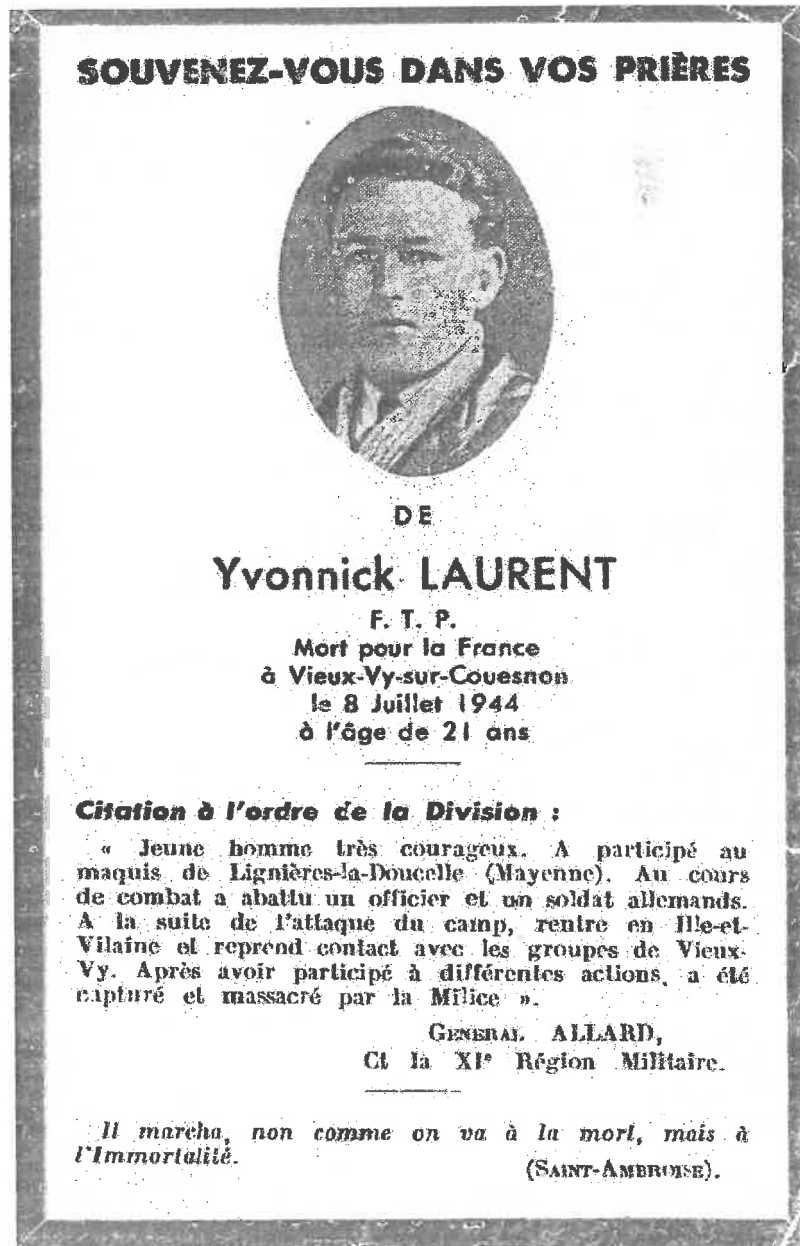 SOUVENEZ-VOUS DANS VOS PRIÈRES
DE
Yvonnick LAURENT
F. T. P.
Mort pour la France
à Vieux-Vy-sur-Couesnon
le 8 Juillet 1944
à l'âge de 21 ans
Citation à l'ordre de la Division :
« Jeune homme très courageux. A participé au
maquis de Lignières-la-Doucelle (Mayenne). Au cours
de combat a abattu un officier et un soldat allemands.
A la suite de l'attaque du camp, rentre en Ille-et-
Vilaine et reprend contact avec les groupes de Vieux-
Vy. Après avoir participé à différentes actions, a été
capturé et massacré par la Milice ».
GÉNÉRAL ALLARD,
Ct la XIe Région Militaire.
Il marcha, non comme on va à la mort, mais à
l'Immortalité.
(SAINT-AMBROISE).